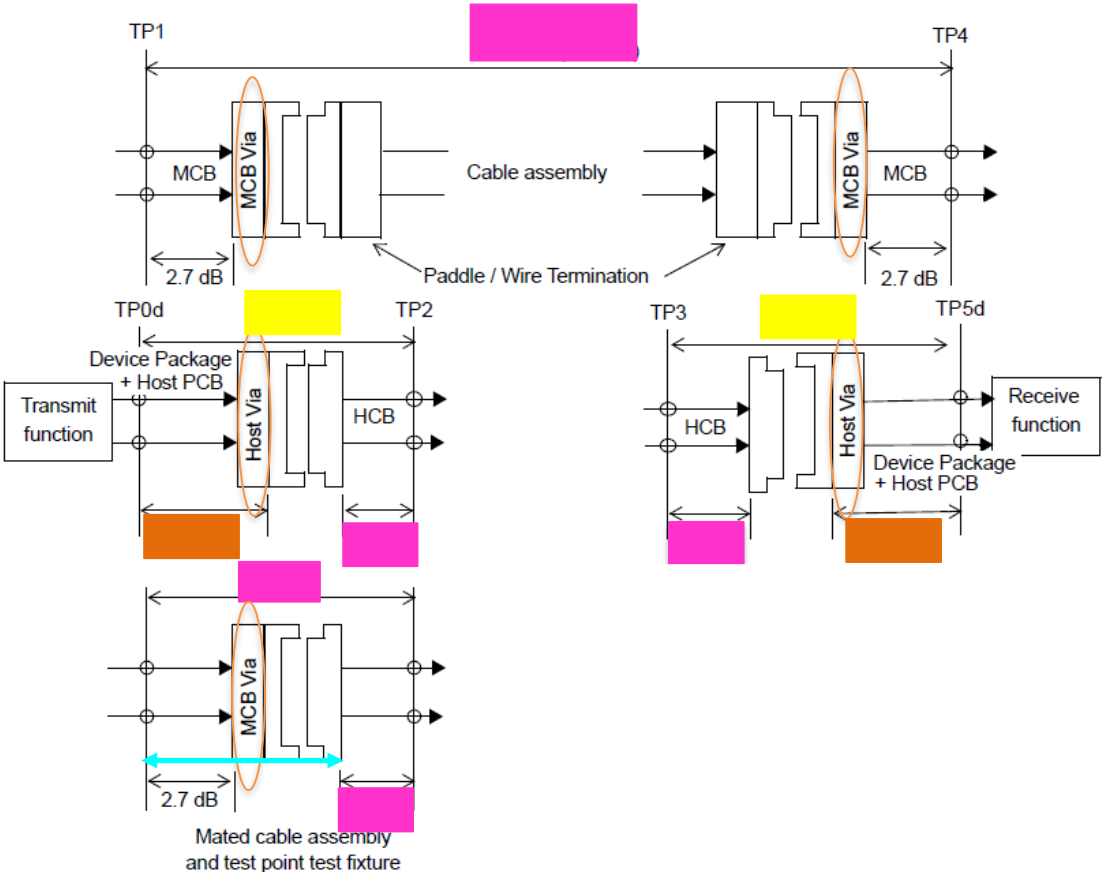 TP1
TP4
MCB
MCB Via
Cable assembly
MCB Via
MCB
2.7 dB
Paddle / Wire Termination
2.7 dB
TP0d
TP2
TP3
TP5d
Device Package
+ Host PCB
Transmit
function
Host Via
HCB
HCB
Host Via
Receive
function
Device Package
+ Host PCB
MCB Via
2.7 dB
Mated cable assembly
and test point test fixture